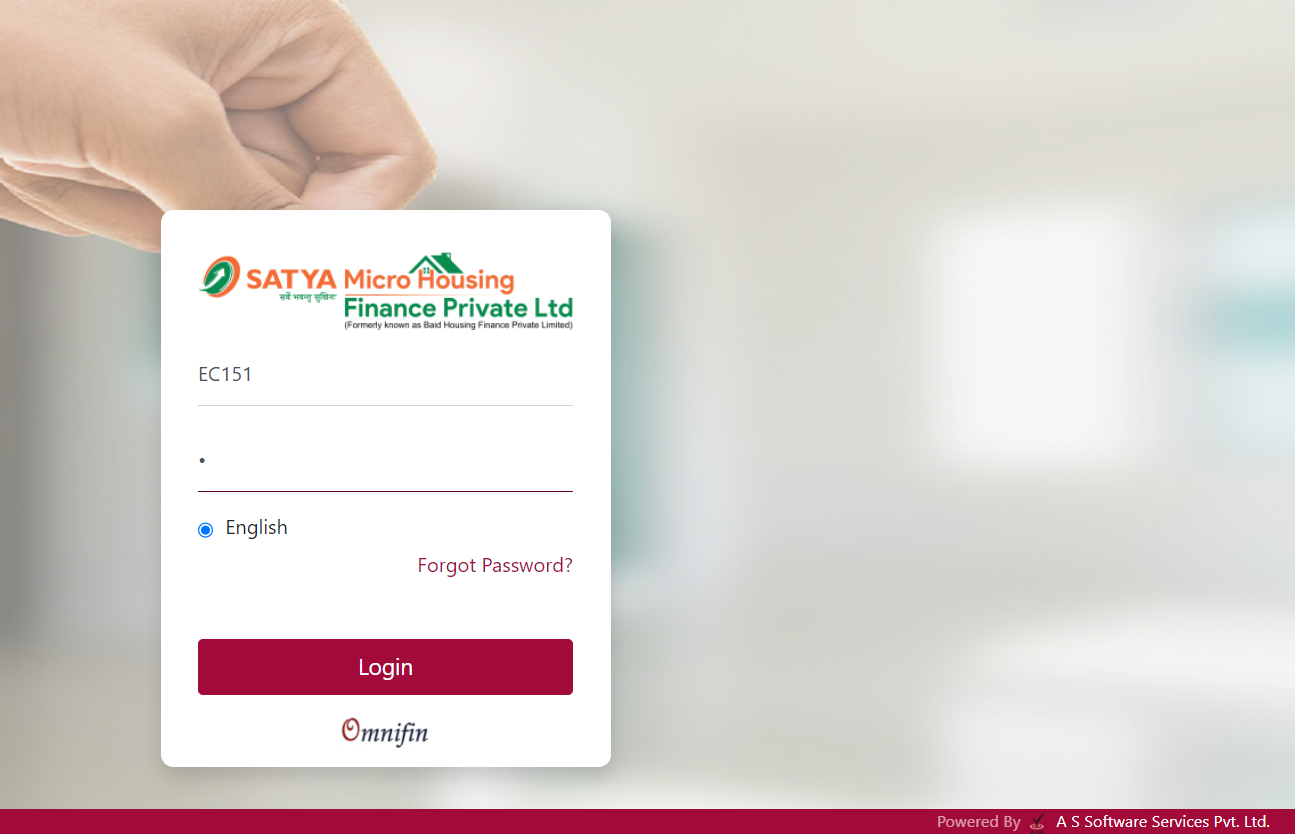 SATYA Micro Housing
सर्वे भवन्तु सुखिनः
Finance Private Ltd
(Formerly known as Baid Housing Finance Private Limited)
EC151
•
English
Forgot Password?
Login
Omnifin
Powered By A S Software Services Pvt. Ltd.